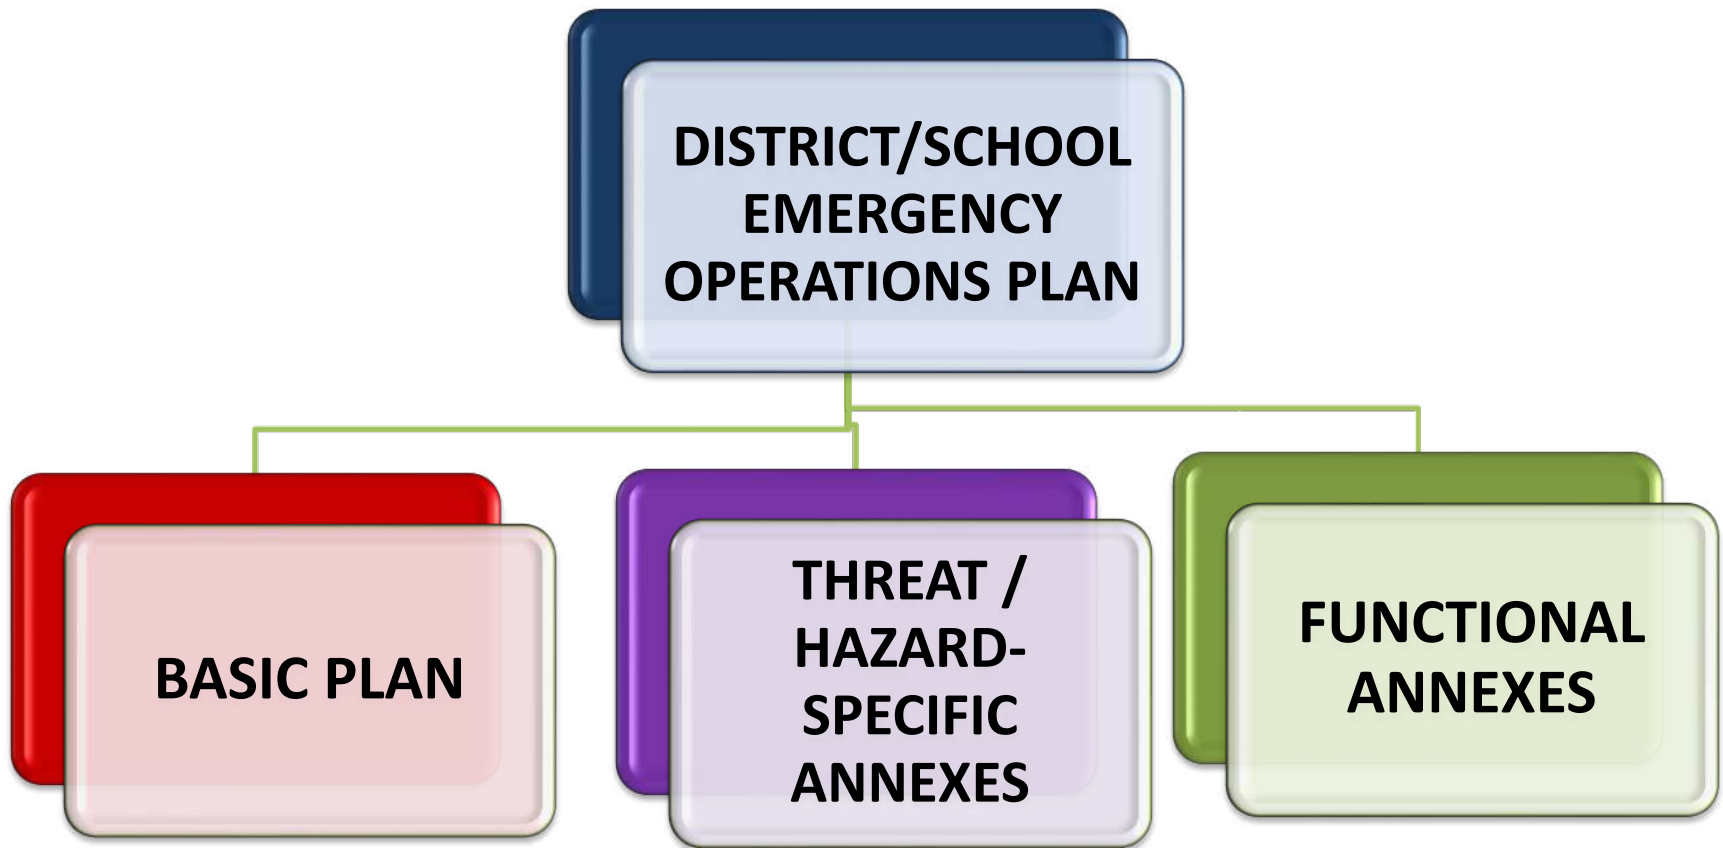 DISTRICT/SCHOOL
EMERGENCY
OPERATIONS PLAN
BASIC PLAN
THREAT /
HAZARD-
SPECIFIC
ANNEXES
FUNCTIONAL
ANNEXES